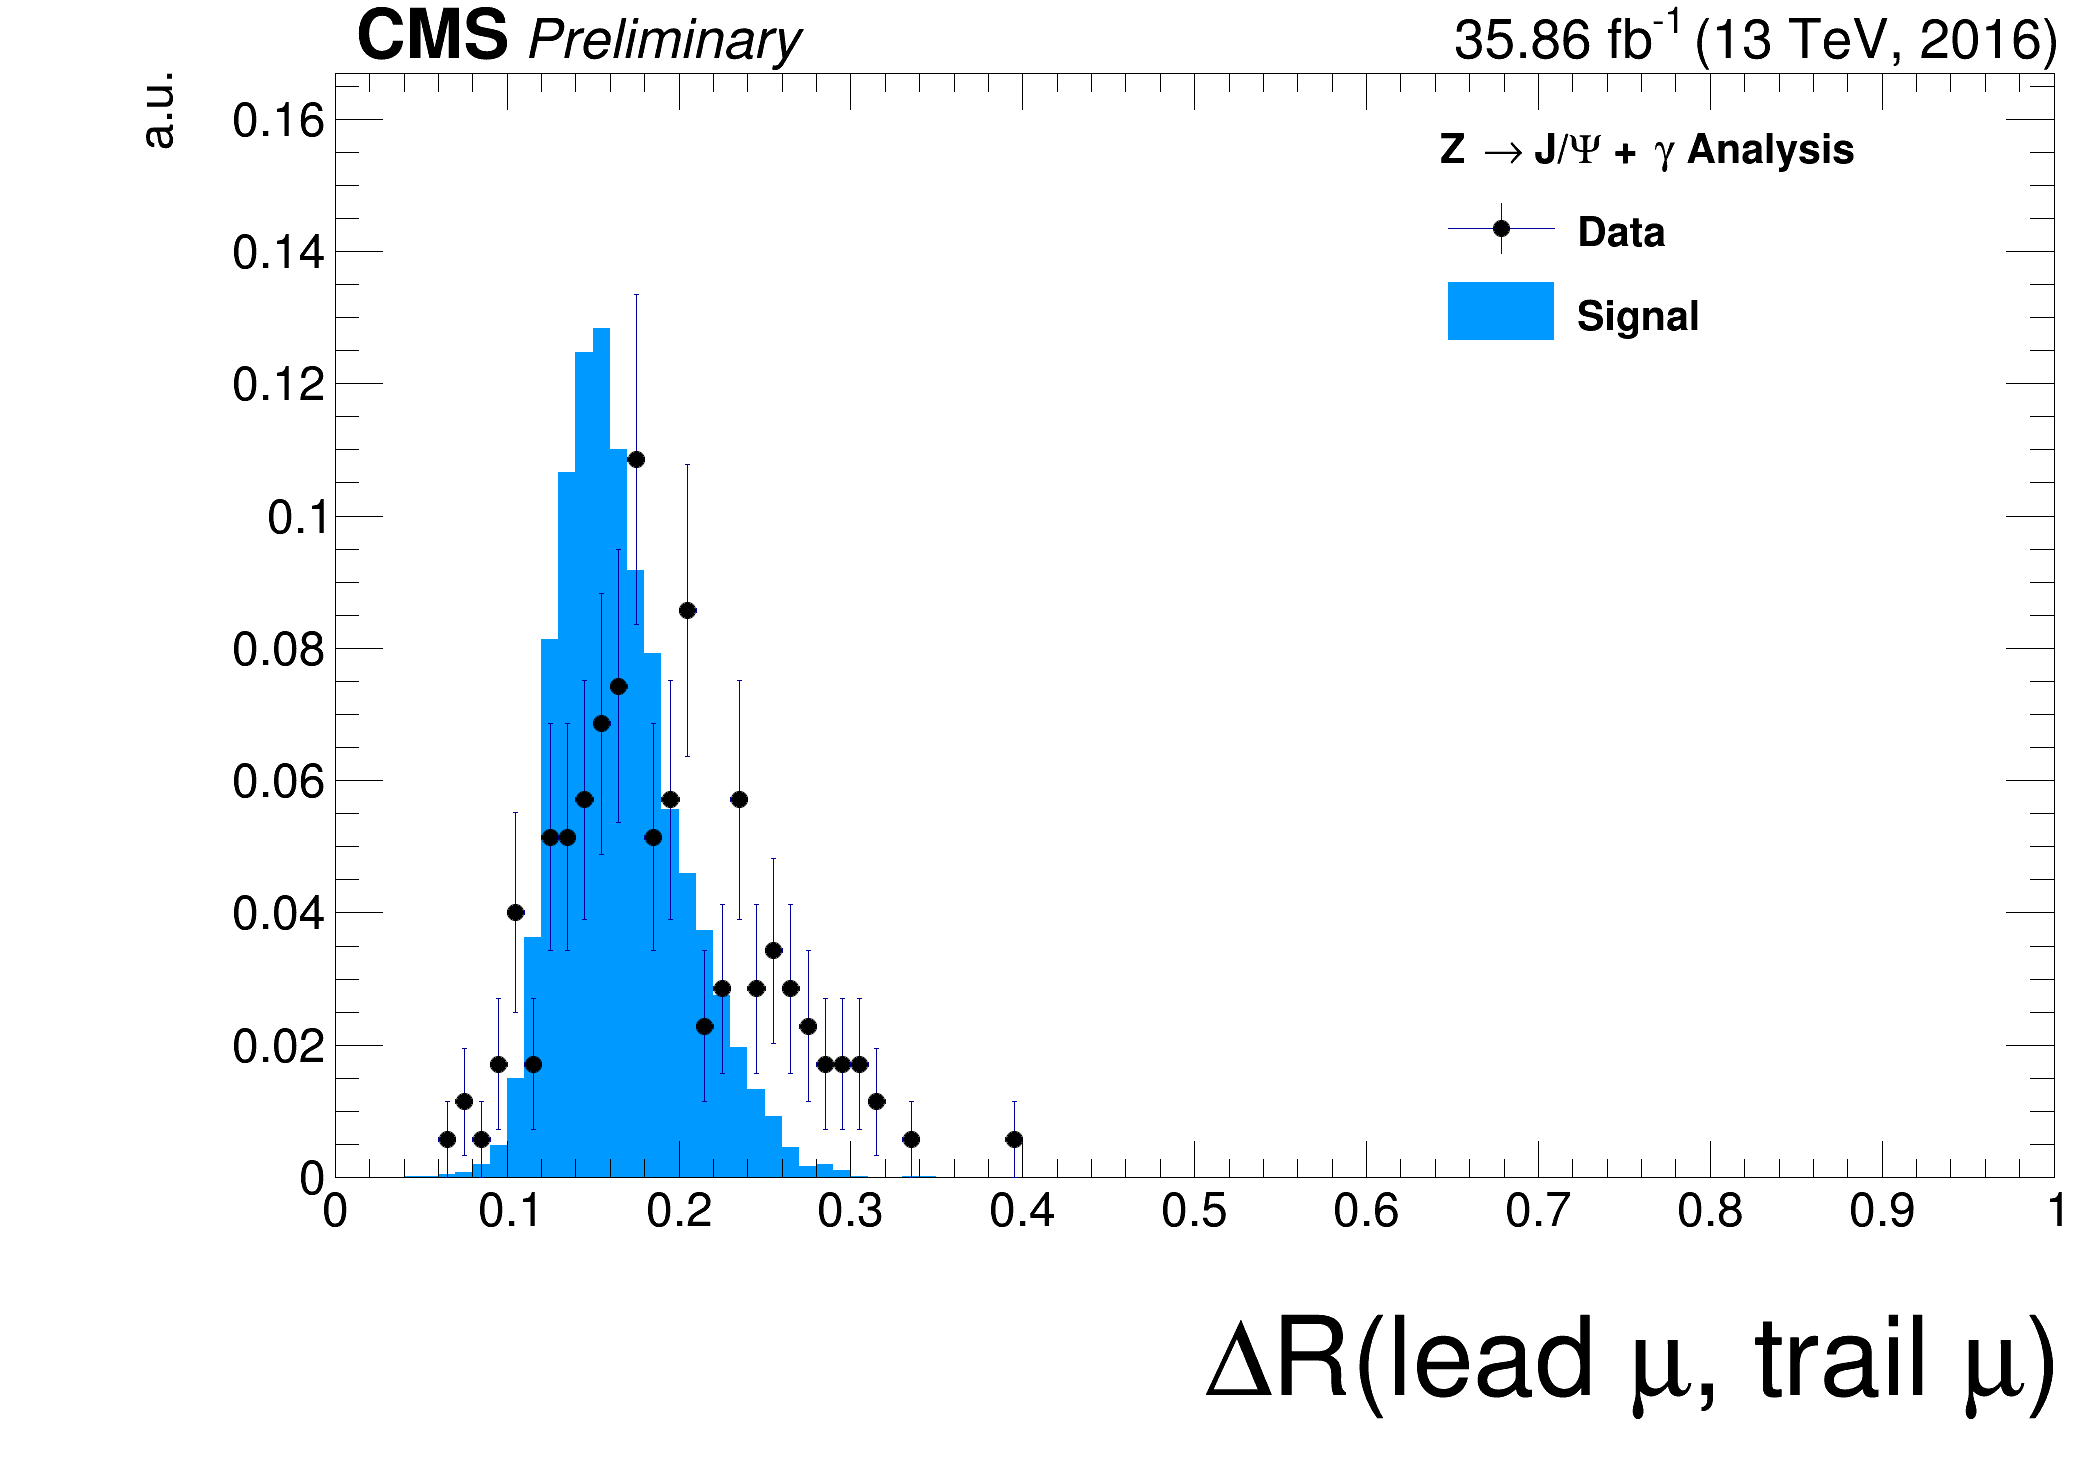 CMS Preliminary 35.86 fb⁻¹ (13 TeV, 2016)
a.u.
Z → J/Ψ + γ Analysis
Data
Signal
0.16
0.14
0.12
0.1
0.08
0.06
0.04
0.02
0
0 0.1 0.2 0.3 0.4 0.5 0.6 0.7 0.8 0.9 1
ΔR(lead μ, trail μ)